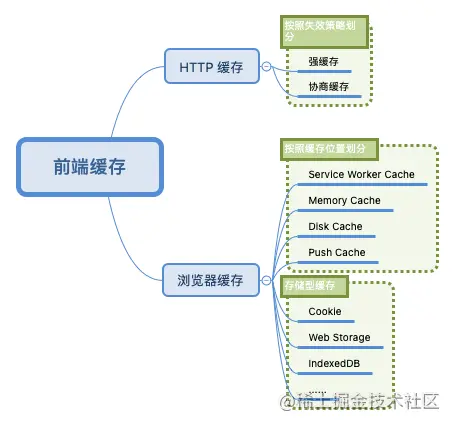 按照失效策略划
分
HTTP 缓存
强缓存
协商缓存
前端缓存
按照缓存位置划分
Service Worker Cache
Memory Cache
Disk Cache
Push Cache
浏览器缓存
存储型缓存
Cookie
Web Storage
IndexedDB
......
@稀土掘金技术社区